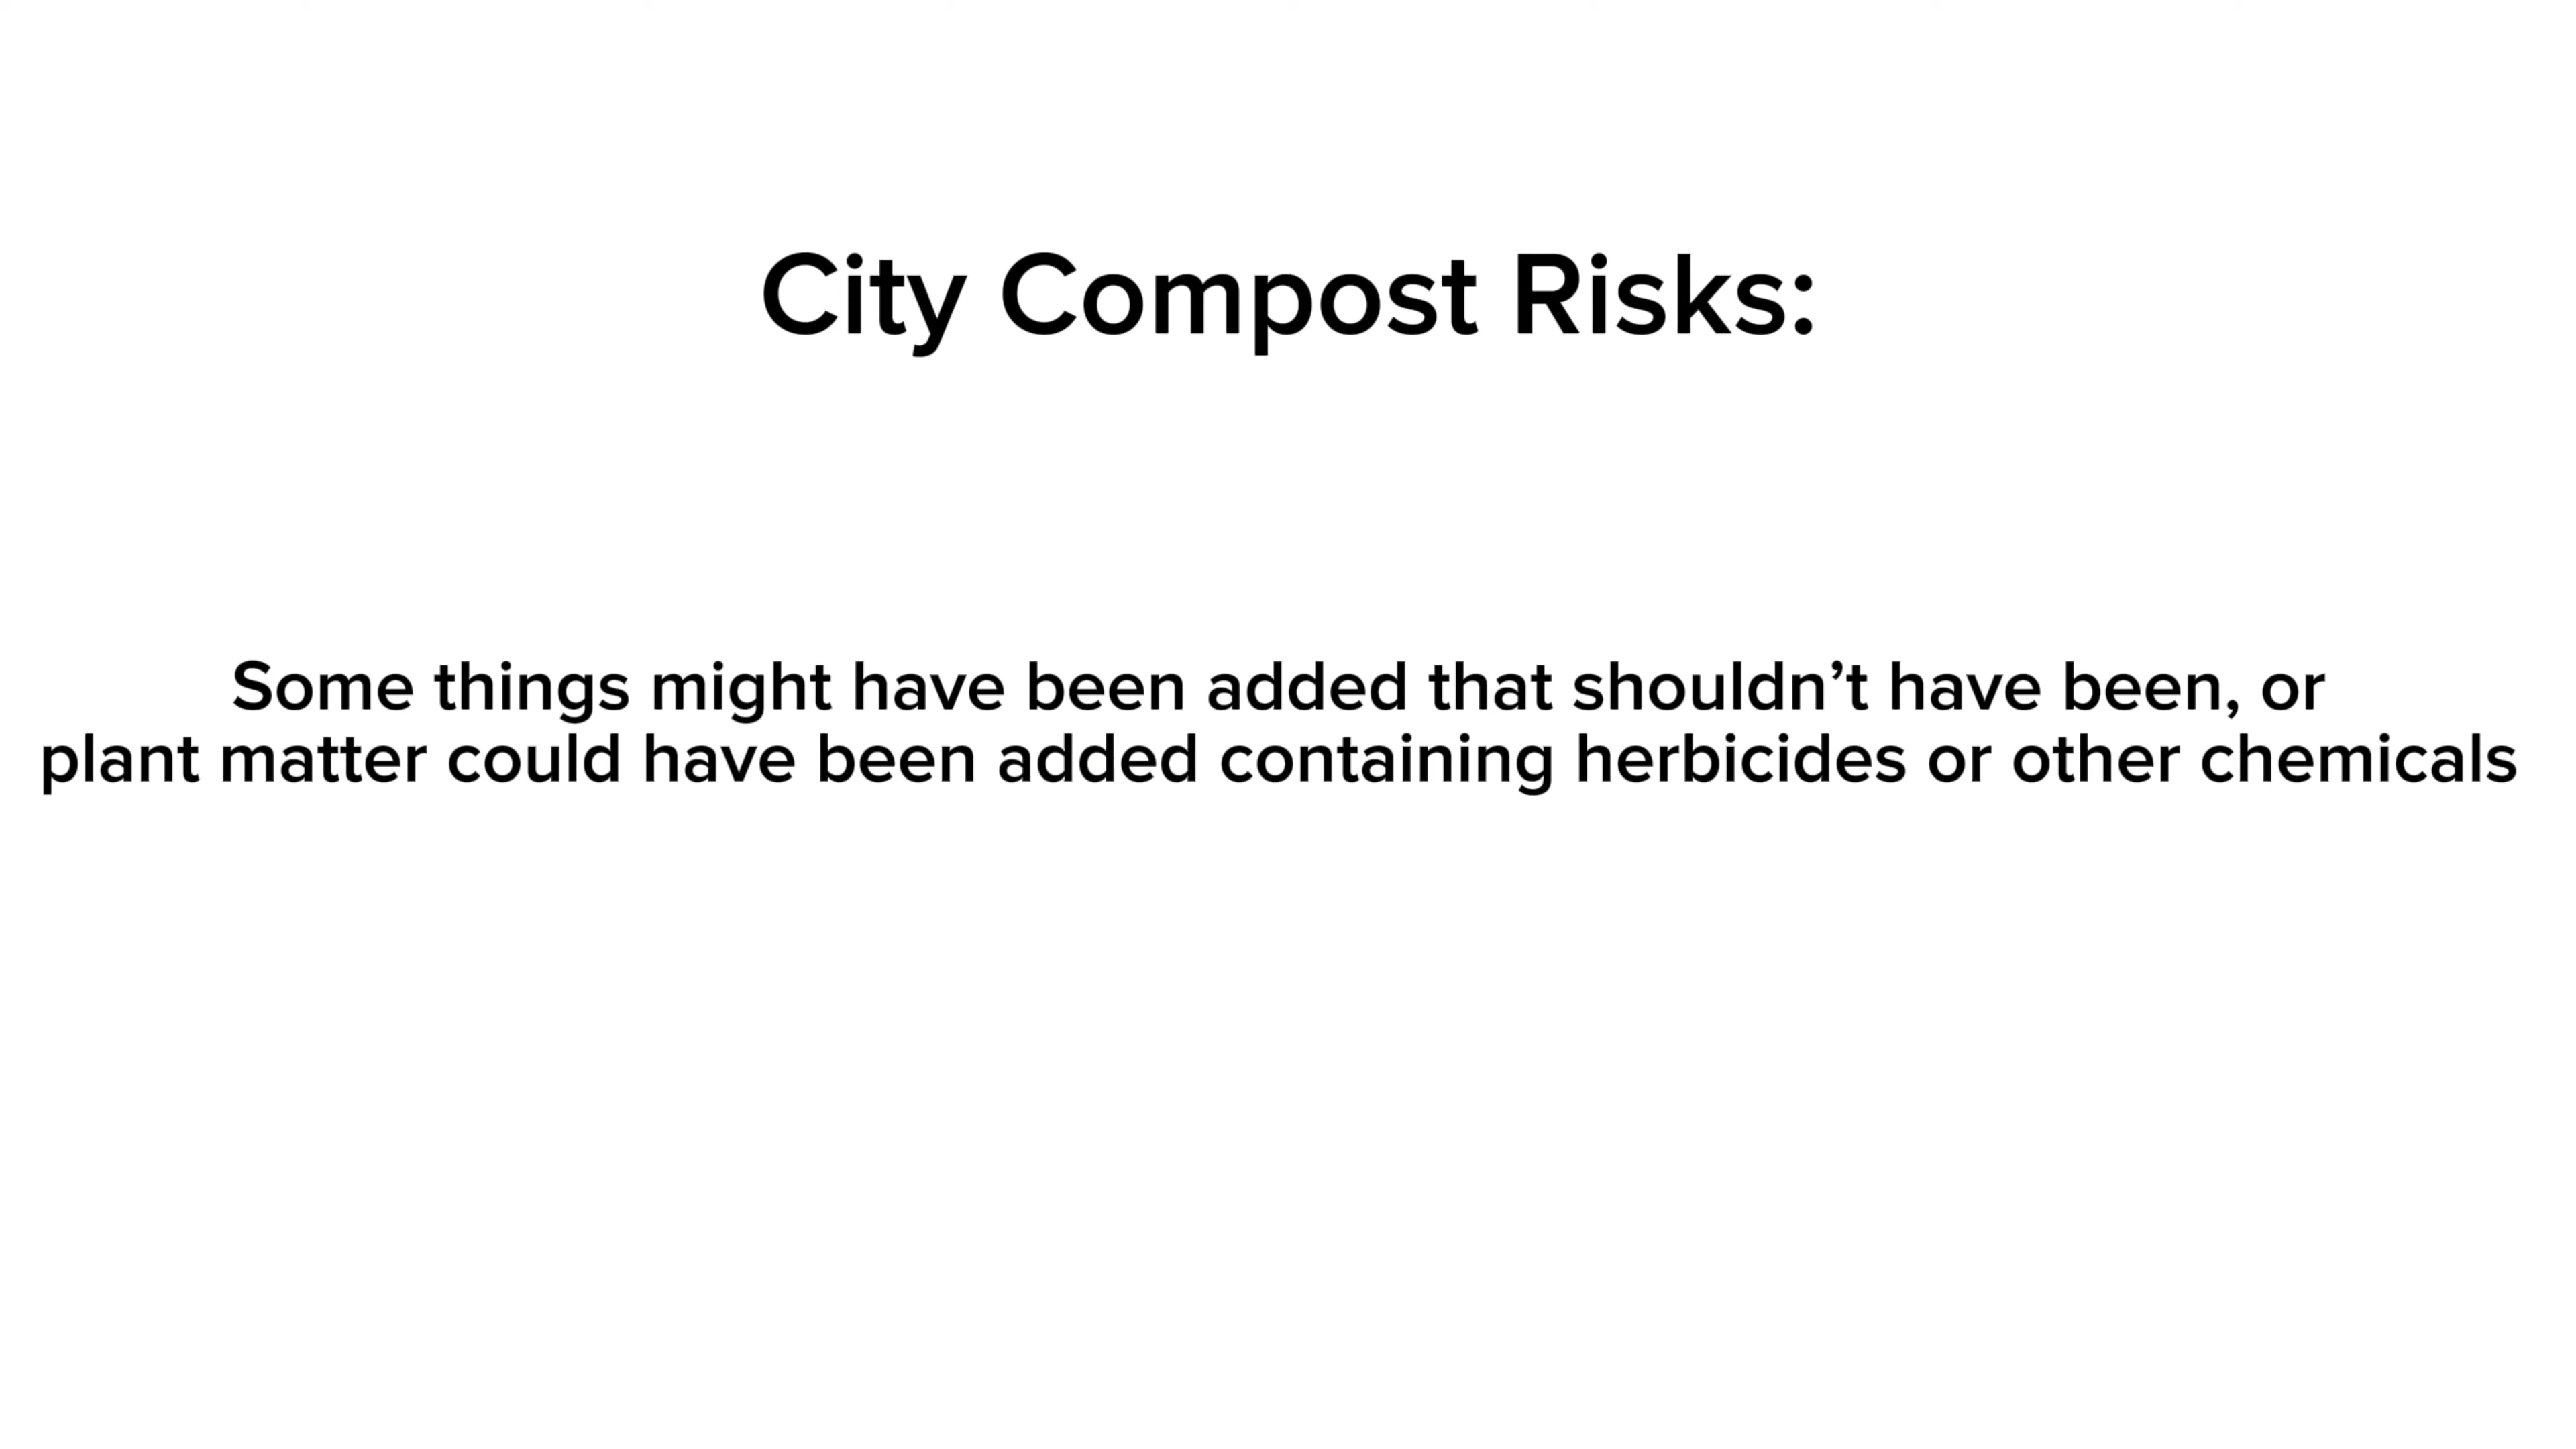 City Compost Risks:
Some things might have been added that shouldn’t have been, or
plant matter could have been added containing herbicides or other chemicals